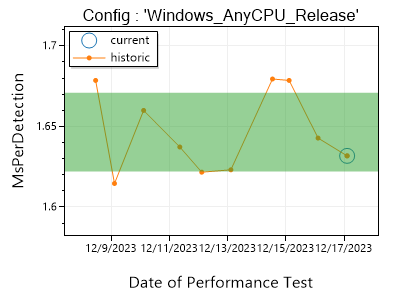 Config : 'Windows_AnyCPU_Release'
current
historic
1.7
1.65
1.6
MsPerDetection
12/9/2023 12/11/2023 12/13/2023 12/15/2023 12/17/2023
Date of Performance Test